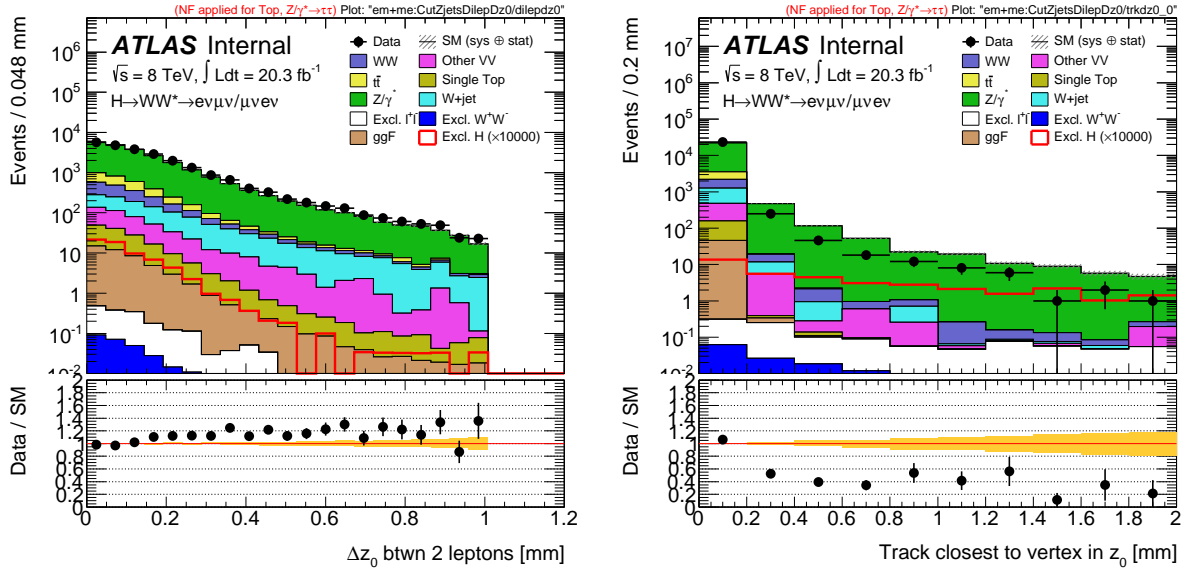 (NF applied for Top, Z/γ*→ττ) Plot: "em+me:CutZjetsDilepDz0/dilepdz0"
ATLAS Internal
√s = 8 TeV, ∫ Ldt = 20.3 fb⁻¹
H→WW*→eνμν/μνeν
Data
SM (sys ⊕ stat)
WW
Other VV
tt̄
Single Top
Z/γ*
W+jet
Excl. l⁺l⁻
Excl. W⁺W⁻
ggF
Excl. H (×10000)
Events / 0.048 mm
10⁶
10⁵
10⁴
10³
10²
10
1
10⁻¹
10⁻²
Data / SM
2
1.8
1.6
1.4
1.2
1
0.8
0.6
0.4
0.2
0
0 0.2 0.4 0.6 0.8 1 1.2
Δz₀ btwn 2 leptons [mm]
(NF applied for Top, Z/γ*→ττ) Plot: "em+me:CutZjetsDilepDz0/trkdz0_0"
ATLAS Internal
√s = 8 TeV, ∫ Ldt = 20.3 fb⁻¹
H→WW*→eνμν/μνeν
Data
SM (sys ⊕ stat)
WW
Other VV
tt̄
Single Top
Z/γ*
W+jet
Excl. l⁺l⁻
Excl. W⁺W⁻
ggF
Excl. H (×10000)
Events / 0.2 mm
10⁷
10⁶
10⁵
10⁴
10³
10²
10
1
10⁻¹
10⁻²
Data / SM
2
1.8
1.6
1.4
1.2
1
0.8
0.6
0.4
0.2
0
0 0.2 0.4 0.6 0.8 1 1.2 1.4 1.6 1.8 2
Track closest to vertex in z₀ [mm]